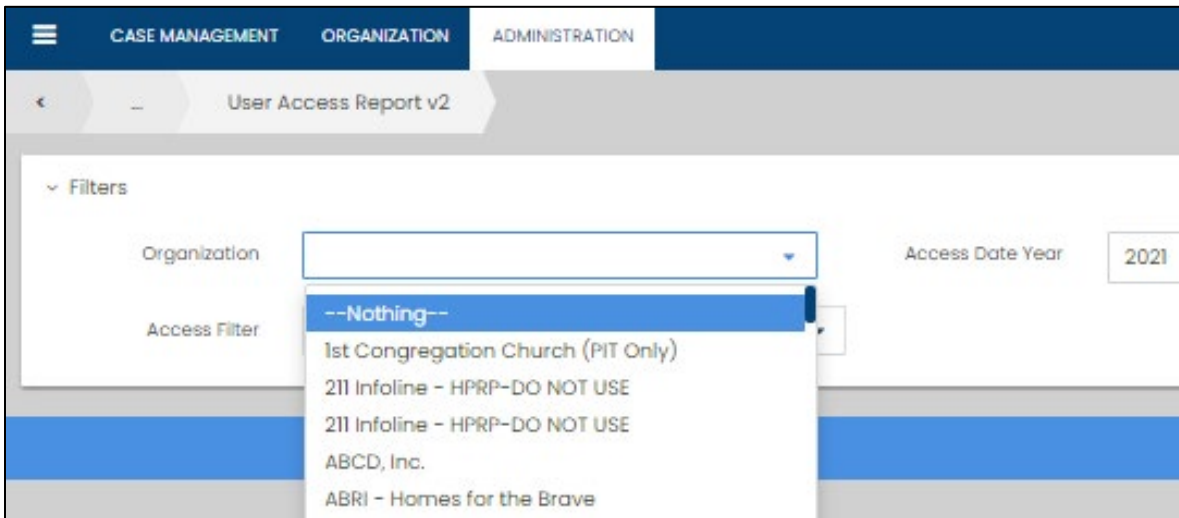 CASE MANAGEMENT ORGANIZATION ADMINISTRATION
... User Access Report v2
Filters
Organization Access Date Year 2021
Access Filter
--Nothing--
1st Congregation Church (PIT Only)
211 Infoline - HPRP-DO NOT USE
211 Infoline - HPRP-DO NOT USE
ABCD, Inc.
ABRI - Homes for the Brave